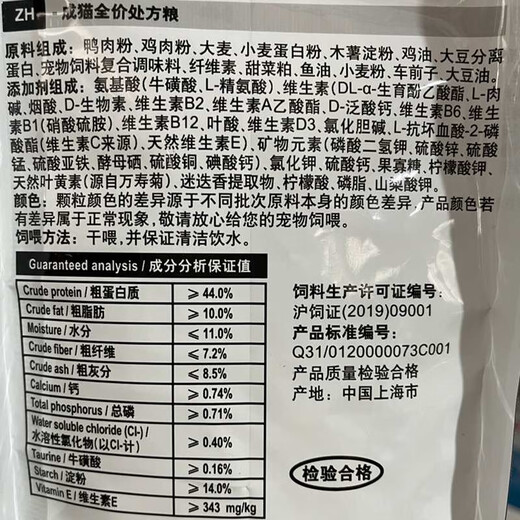 ZH— 成猫全价处方粮
原料组成：鸭肉粉、鸡肉粉、大麦、小麦蛋白粉、木薯淀粉、鸡油、大豆分离
蛋白、宠物饲料复合调味料、纤维素、甜菜粕、鱼油、小麦粉、车前子、大豆油。
添加剂组成：氨基酸(牛磺酸、L-精氨酸)、维生素(DL-α-生育酚乙酸酯、L-肉
碱、烟酸、D-生物素、维生素B2、维生素A乙酸酯、D-泛酸钙、维生素B6、维生
素B1(硝酸硫胺)、维生素B12、叶酸、维生素D3、氯化胆碱、L-抗坏血酸-2-磷
酸酯(维生素C来源)、天然维生素E)、矿物元素(磷酸二氢钾、硫酸锌、硫酸
锰、硫酸亚铁、酵母硒、硫酸铜、碘酸钙)、氯化钾、硫酸钙、果寡糖、柠檬酸钾、
天然叶黄素(源自万寿菊)、迷迭香提取物、柠檬酸、磷脂、山梨酸钾。
颜色：颗粒颜色的差异源于不同批次原料本身的颜色差异，产品颜色若
有差异属于正常现象，敬请放心给您的宠物饲喂。
饲喂方法：干喂，并保证清洁饮水。
Guaranteed analysis / 成分分析保证值
Crude protein / 粗蛋白质 ≥ 44.0%
Crude fat / 粗脂肪 ≥ 10.0%
Moisture / 水分 ≤ 11.0%
Crude fiber / 粗纤维 ≤ 7.2%
Crude ash / 粗灰分 ≤ 8.5%
Calcium / 钙 ≥ 0.74%
Total phosphorus / 总磷 ≥ 0.71%
Water soluble chloride (Cl-) /
水溶性氯化物(以Cl-计) ≥ 0.40%
Taurine / 牛磺酸 ≥ 0.16%
Starch / 淀粉 ≥ 14.0%
Vitamin E / 维生素E ≥ 343 mg/kg
饲料生产许可证编号：
沪饲证(2019)09001
产品标准编号：
Q31/0120000073C001
产品质量检验合格
产地：中国上海市
检验合格